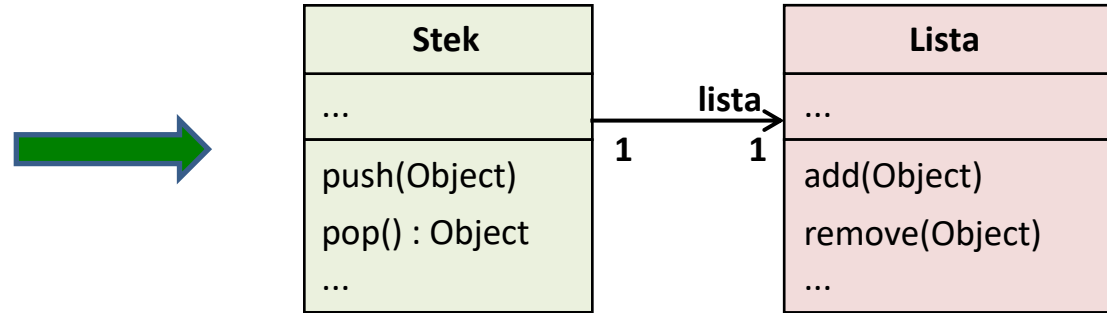 Stek
...
push(Object)
pop() : Object
...
lista
1
1
Lista
...
add(Object)
remove(Object)
...